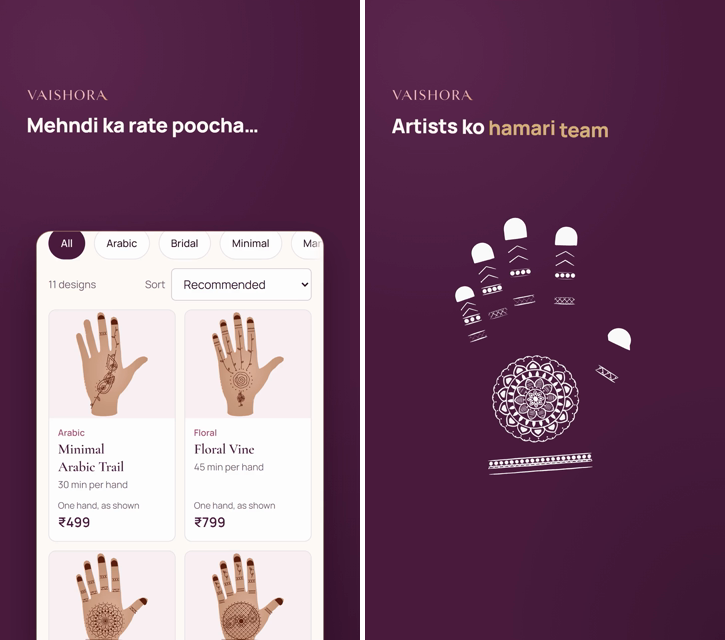 VAISHORA
Mehndi ka rate poocha...
All
Arabic
Bridal
Minimal
11 designs
Sort
Recommended
Arabic
Minimal
Arabic Trail
30 min per hand
One hand, as shown
₹499
Floral
Floral Vine
45 min per hand
One hand, as shown
₹799
VAISHORA
Artists ko hamari team